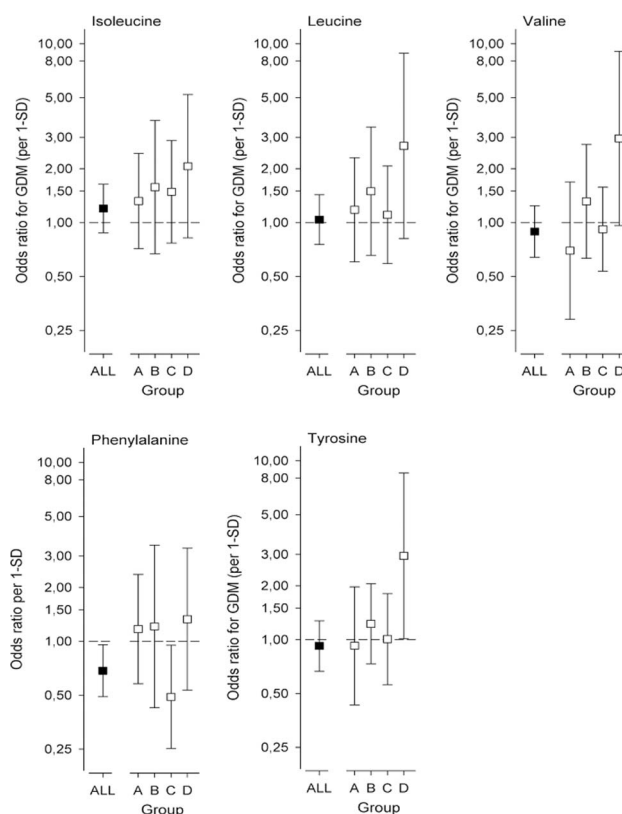 Isoleucine
Odds ratio for GDM (per 1-SD)
10,00
8,00
5,00
3,00
2,00
1,50
1,00
0,50
0,25
ALL A B C D
Group
Leucine
Odds ratio for GDM (per 1-SD)
10,00
8,00
5,00
3,00
2,00
1,50
1,00
0,50
0,25
ALL A B C D
Group
Valine
Odds ratio for GDM (per 1-SD)
10,00
8,00
5,00
3,00
2,00
1,50
1,00
0,50
0,25
ALL A B C D
Group
Phenylalanine
Odds ratio per 1-SD
10,00
8,00
5,00
3,00
2,00
1,50
1,00
0,50
0,25
ALL A B C D
Group
Tyrosine
Odds ratio for GDM (per 1-SD)
10,00
8,00
5,00
3,00
2,00
1,50
1,00
0,50
0,25
ALL A B C D
Group